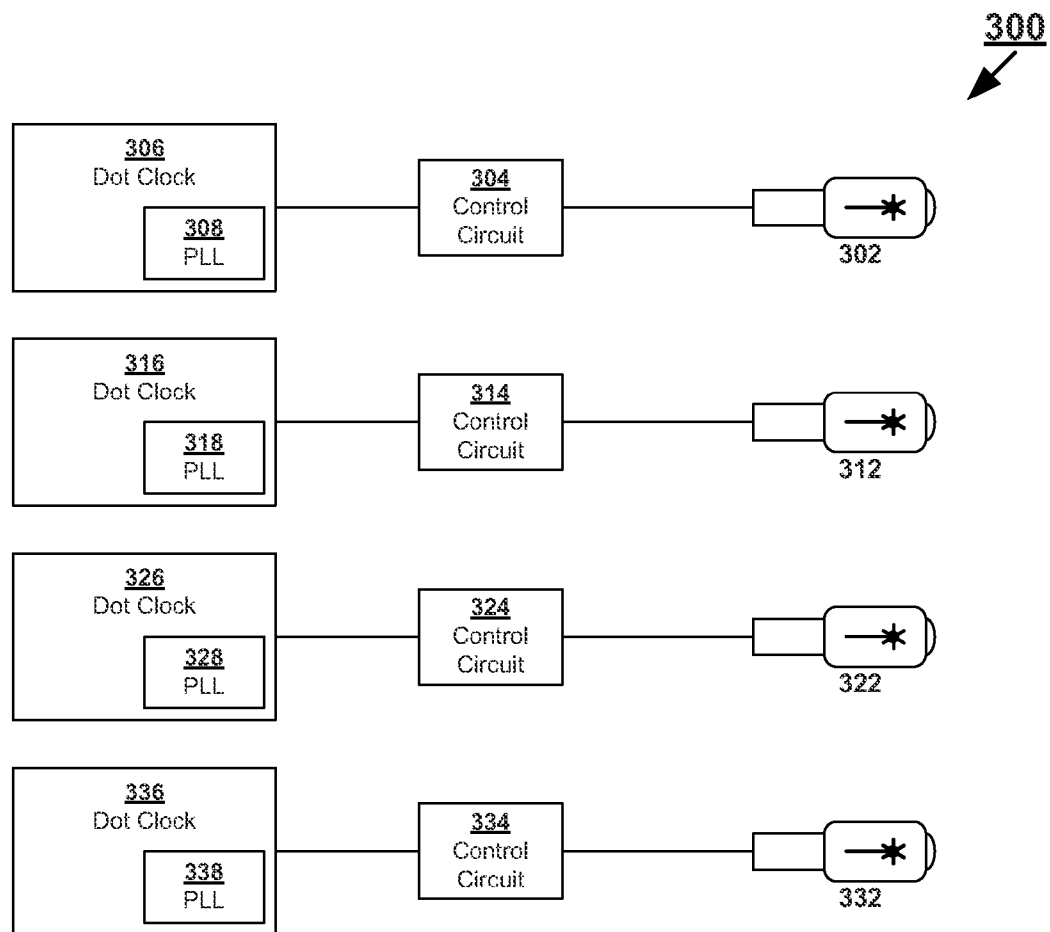 300
306
Dot Clock
308
PLL
304
Control
Circuit
302
316
Dot Clock
318
PLL
314
Control
Circuit
312
326
Dot Clock
328
PLL
324
Control
Circuit
322
336
Dot Clock
338
PLL
334
Control
Circuit
332